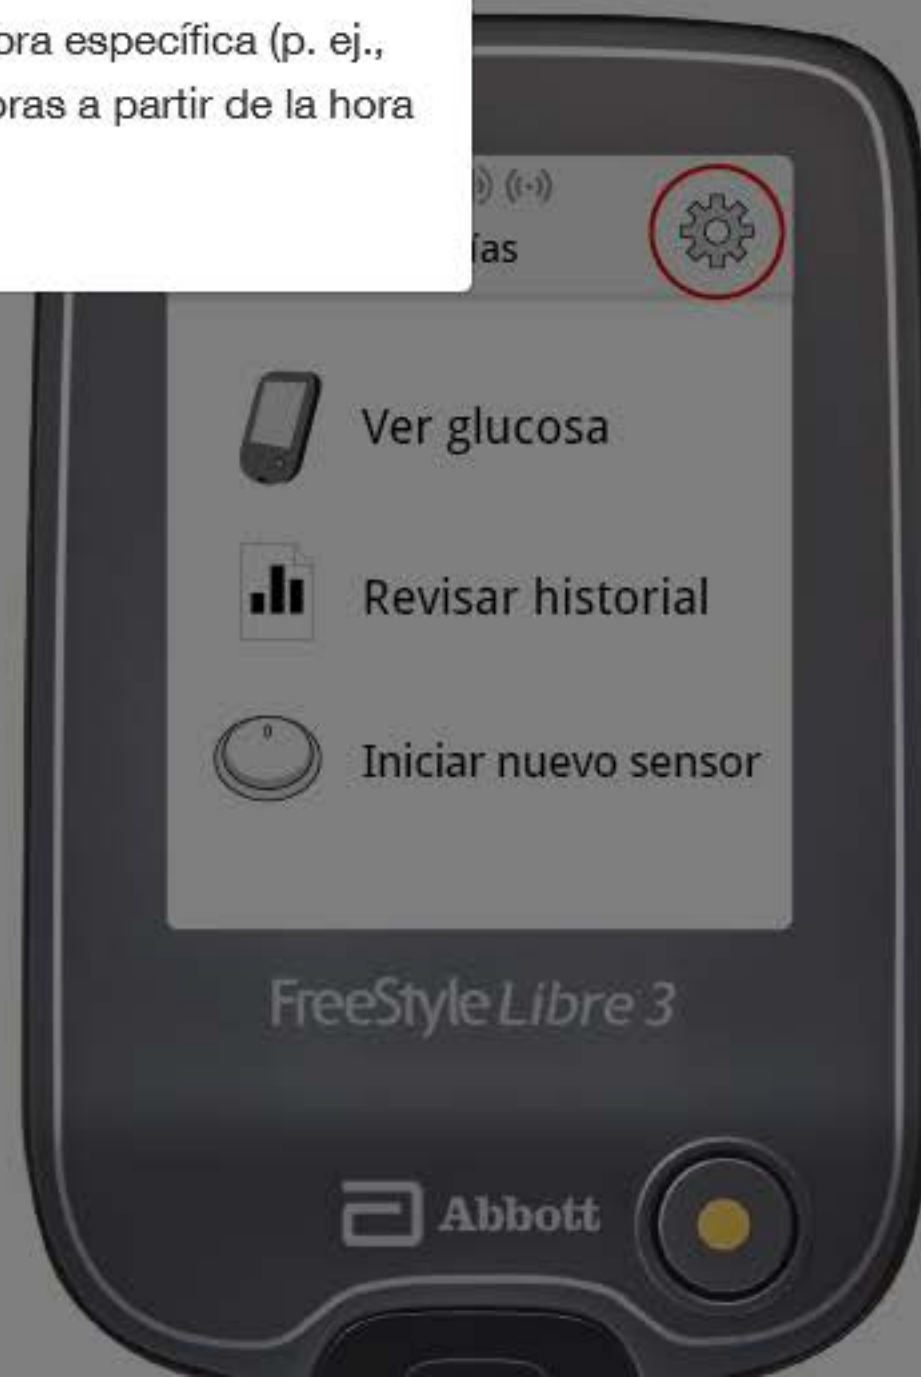 ora específica (p. ej.,
oras a partir de la hora
ías
Ver glucosa
Revisar historial
0
Iniciar nuevo sensor
FreeStyle Libre 3
Abbott